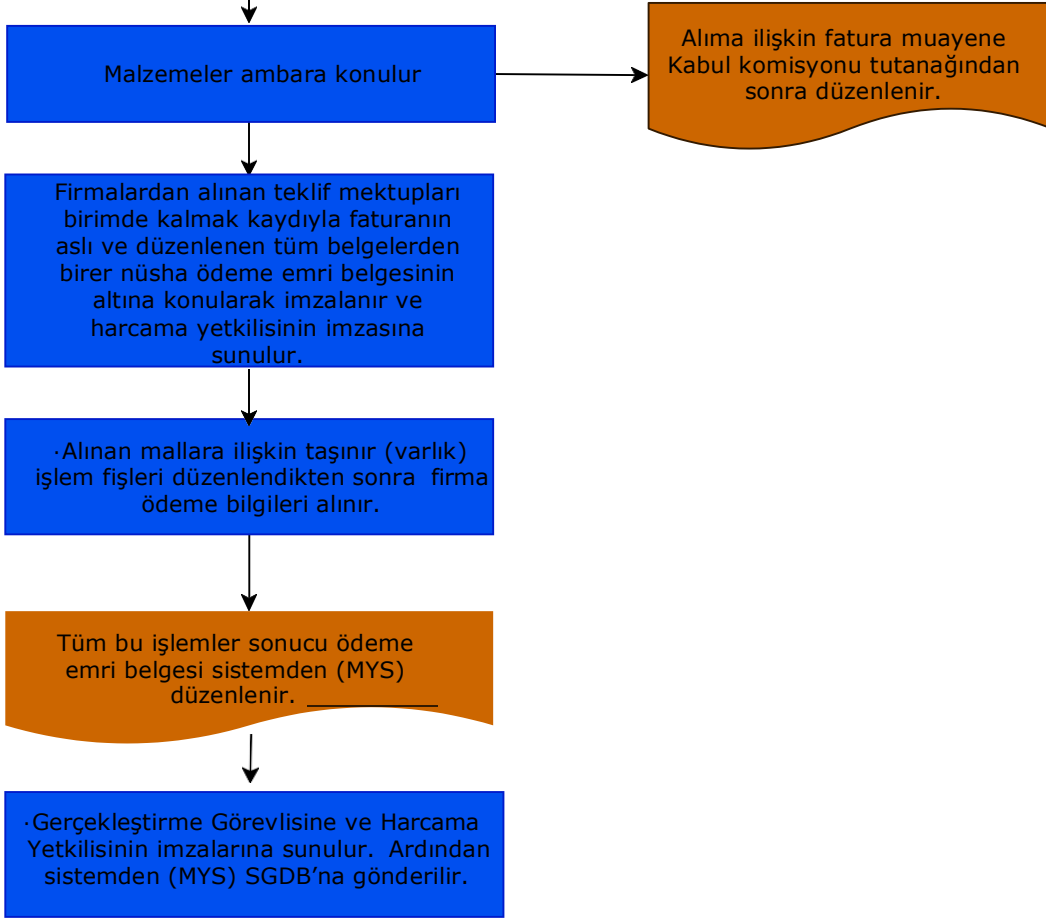 Malzemeler ambara konulur
Alıma ilişkin fatura muayene
Kabul komisyonu tutanağından
sonra düzenlenir.
Firmalardan alınan teklif mektupları
birimde kalmak kaydıyla faturanın
aslı ve düzenlenen tüm belgelerden
birer nüsha ödeme emri belgesinin
altına konularak imzalanır ve
harcama yetkilisinin imzasına
sunulur.
·Alınan mallara ilişkin taşınır (varlık)
işlem fişleri düzenlendikten sonra  firma
ödeme bilgileri alınır.
Tüm bu işlemler sonucu ödeme
emri belgesi sistemden (MYS)
düzenlenir. __________
·Gerçekleştirme Görevlisine ve Harcama
Yetkilisinin imzalarına sunulur.  Ardından
sistemden (MYS) SGDB’na gönderilir.